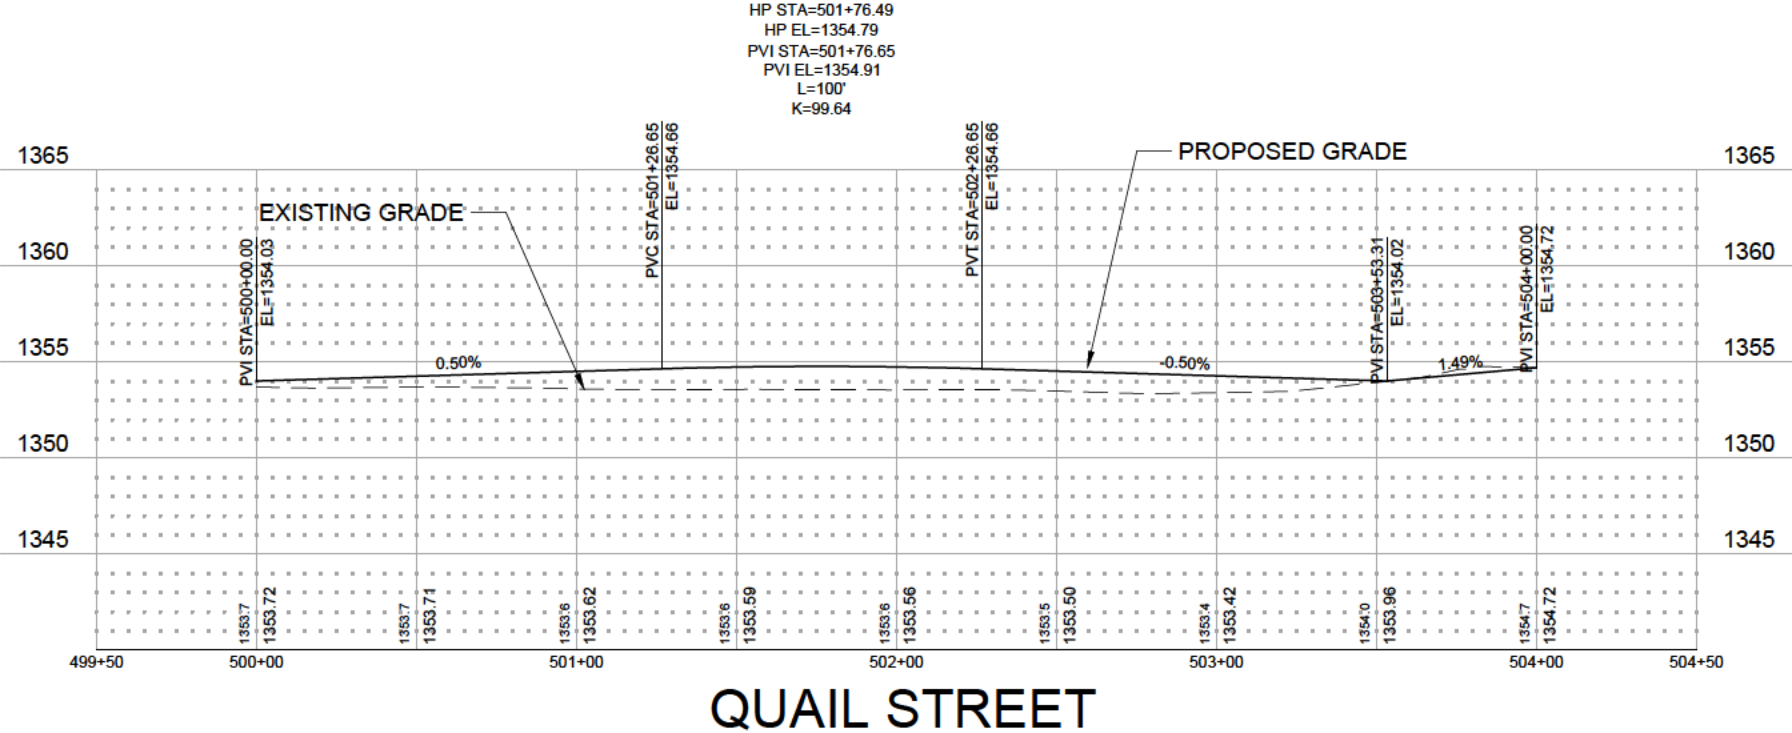 HP STA=501+76.49
HP EL=1354.79
PVI STA=501+76.65
PVI EL=1354.91
L=100'
K=99.64
PVC STA=501+26.65
EL=1354.66
PVT STA=502+26.65
EL=1354.66
PROPOSED GRADE
1365
1365
EXISTING GRADE
PVI STA=500+00.00
EL=1354.03
PVI STA=503+53.31
EL=1354.02
PVI STA=504+00.00
EL=1354.72
1360
1360
1355
0.50%
-0.50%
1.49%
1355
1350
1350
1345
1345
1353.7
1353.72
1353.7
1353.71
1353.6
1353.62
1353.6
1353.59
1353.6
1353.56
1353.5
1353.50
1353.4
1353.42
1354.0
1353.96
1354.7
1354.72
499+50
500+00
501+00
502+00
503+00
504+00
504+50
QUAIL STREET